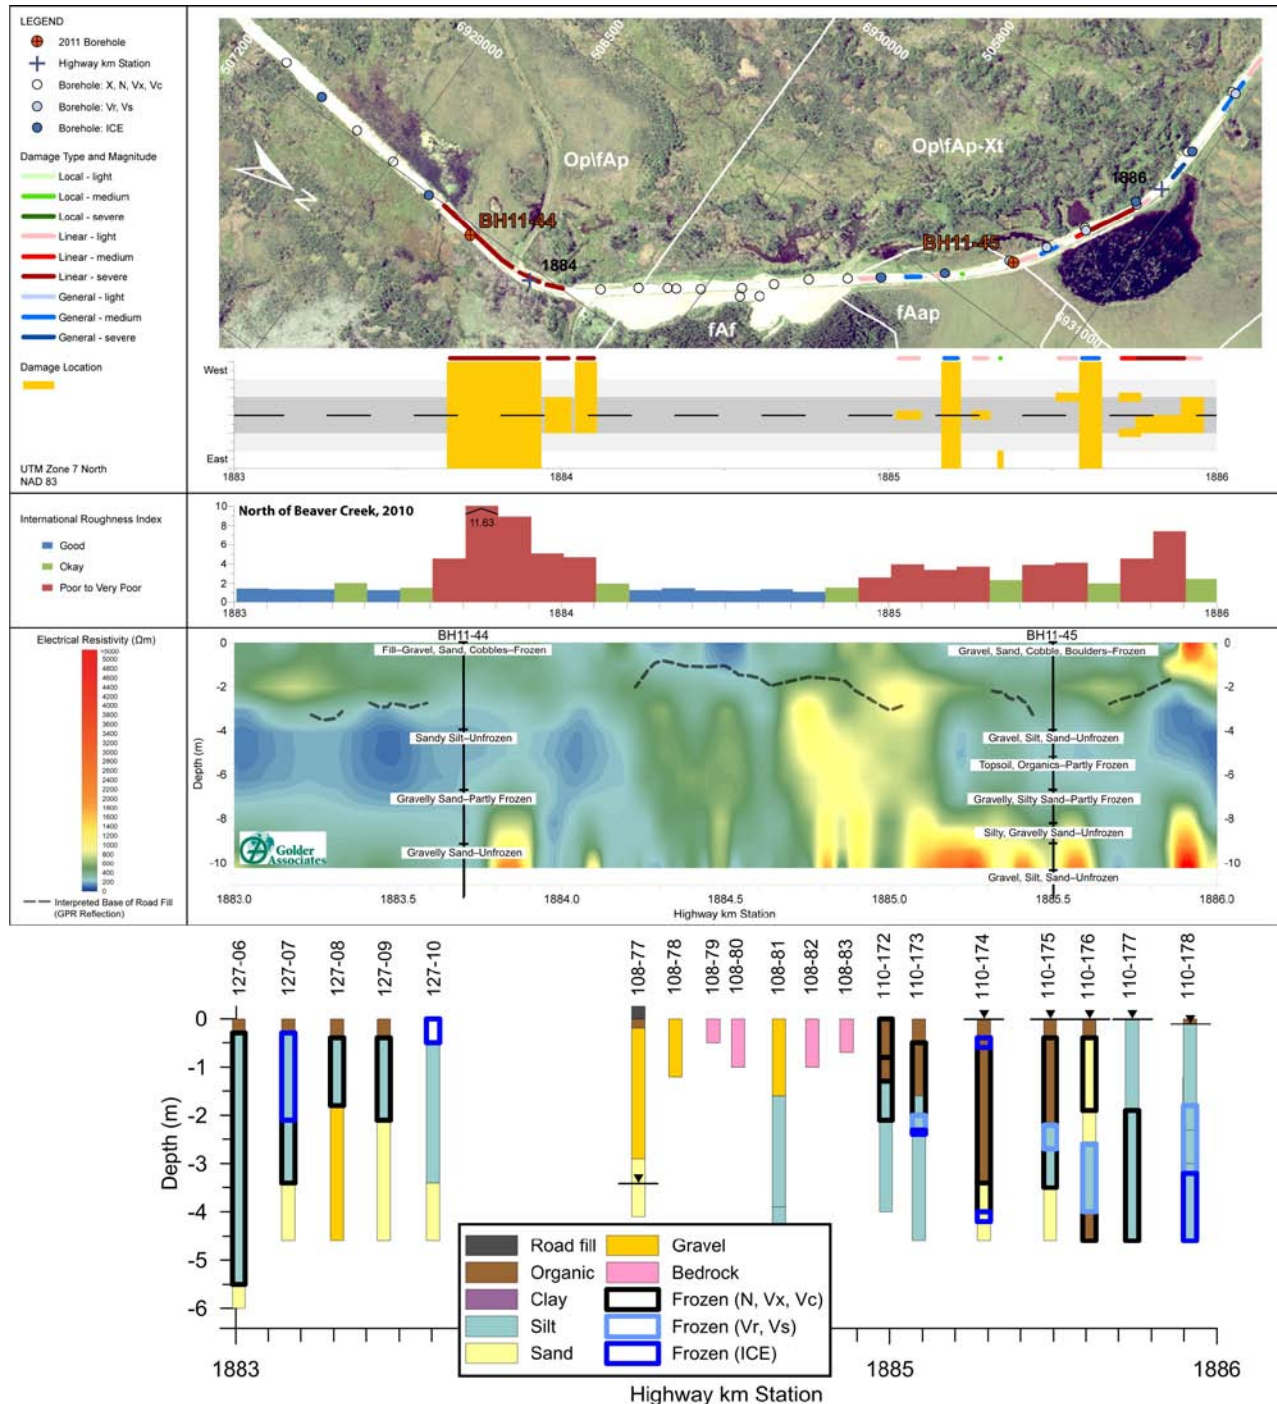 LEGEND
2011 Borehole
Highway km Station
Borehole: X, N, Vx, Vc
Borehole: Vr, Vs
Borehole: ICE
Damage Type and Magnitude
Local - light
Local - medium
Local - severe
Linear - light
Linear - medium
Linear - severe
General - light
General - medium
General - severe
Damage Location
UTM Zone 7 North
NAD 83
507200
6929000
506500
6930000
505800
6931000
N
Op\fAp
Op\fAp-Xt
BH11-44
1884
BH11-45
1886
fAf
fAap
West
East
1883
1884
1885
1886
International Roughness Index
Good
Okay
Poor to Very Poor
North of Beaver Creek, 2010
11.63
10
8
6
4
2
0
1883
1884
1885
1886
Electrical Resistivity (Ωm)
>5000
5000
4800
4600
4400
4200
4000
3800
3600
3400
3200
3000
2800
2600
2400
2200
2000
1800
1600
1400
1200
1000
800
600
400
200
0
Interpreted Base of Road Fill
(GPR Reflection)
BH11-44
Fill–Gravel, Sand, Cobbles–Frozen
Sandy Silt–Unfrozen
Gravelly Sand–Partly Frozen
Gravelly Sand–Unfrozen
BH11-45
Gravel, Sand, Cobble, Boulders–Frozen
Gravel, Silt, Sand–Unfrozen
Topsoil, Organics–Partly Frozen
Gravelly, Silty Sand–Partly Frozen
Silty, Gravelly Sand–Unfrozen
Gravel, Silt, Sand–Unfrozen
Golder
Associates
Depth (m)
0
-2
-4
-6
-8
-10
0
-2
-4
-6
-8
-10
1883.0
1883.5
1884.0
1884.5
1885.0
1885.5
1886.0
Highway km Station
127-06
127-07
127-08
127-09
127-10
108-77
108-78
108-79
108-80
108-81
108-82
108-83
110-172
110-173
110-174
110-175
110-176
110-177
110-178
Depth (m)
0
-1
-2
-3
-4
-5
-6
Road fill
Organic
Clay
Silt
Sand
Gravel
Bedrock
Frozen (N, Vx, Vc)
Frozen (Vr, Vs)
Frozen (ICE)
1883
1885
1886
Highway km Station